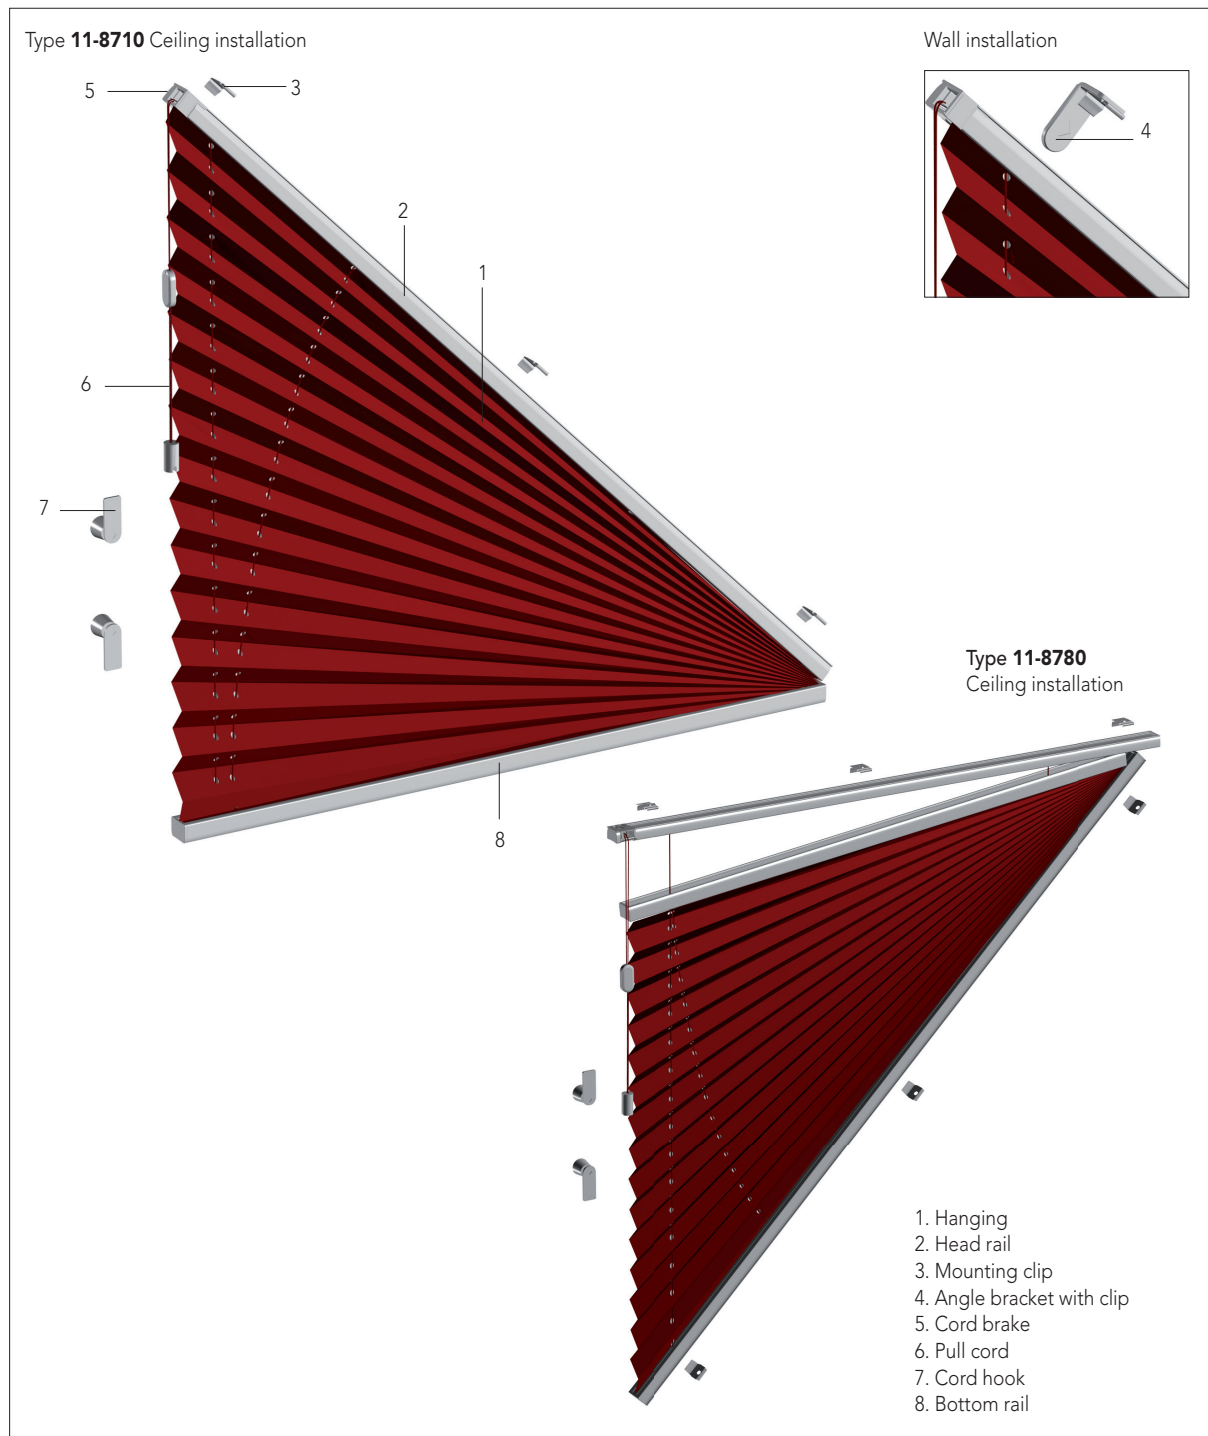 Type 11-8710 Ceiling installation
Wall installation
5
3
4
2
1
6
7
8
Type 11-8780
Ceiling installation
1. Hanging
2. Head rail
3. Mounting clip
4. Angle bracket with clip
5. Cord brake
6. Pull cord
7. Cord hook
8. Bottom rail